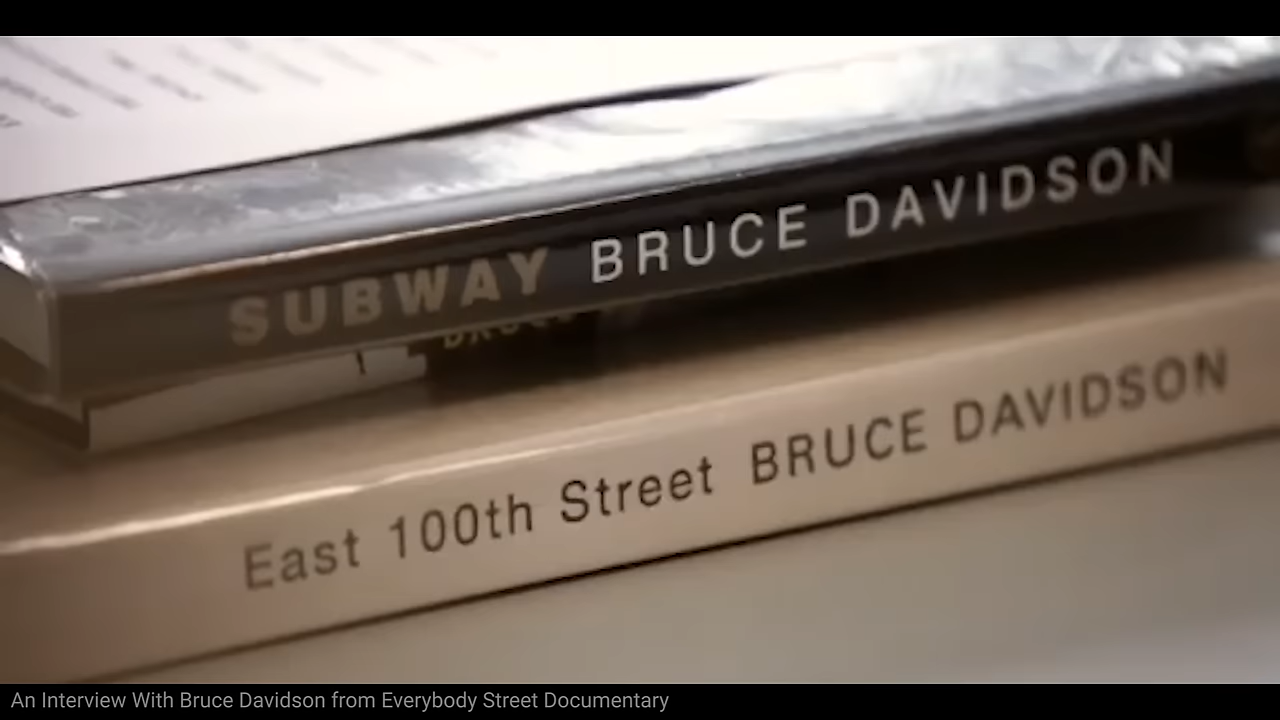 SUBWAY BRUCE DAVIDSON
East 100th Street BRUCE DAVIDSON
An Interview With Bruce Davidson from Everybody Street Documentary